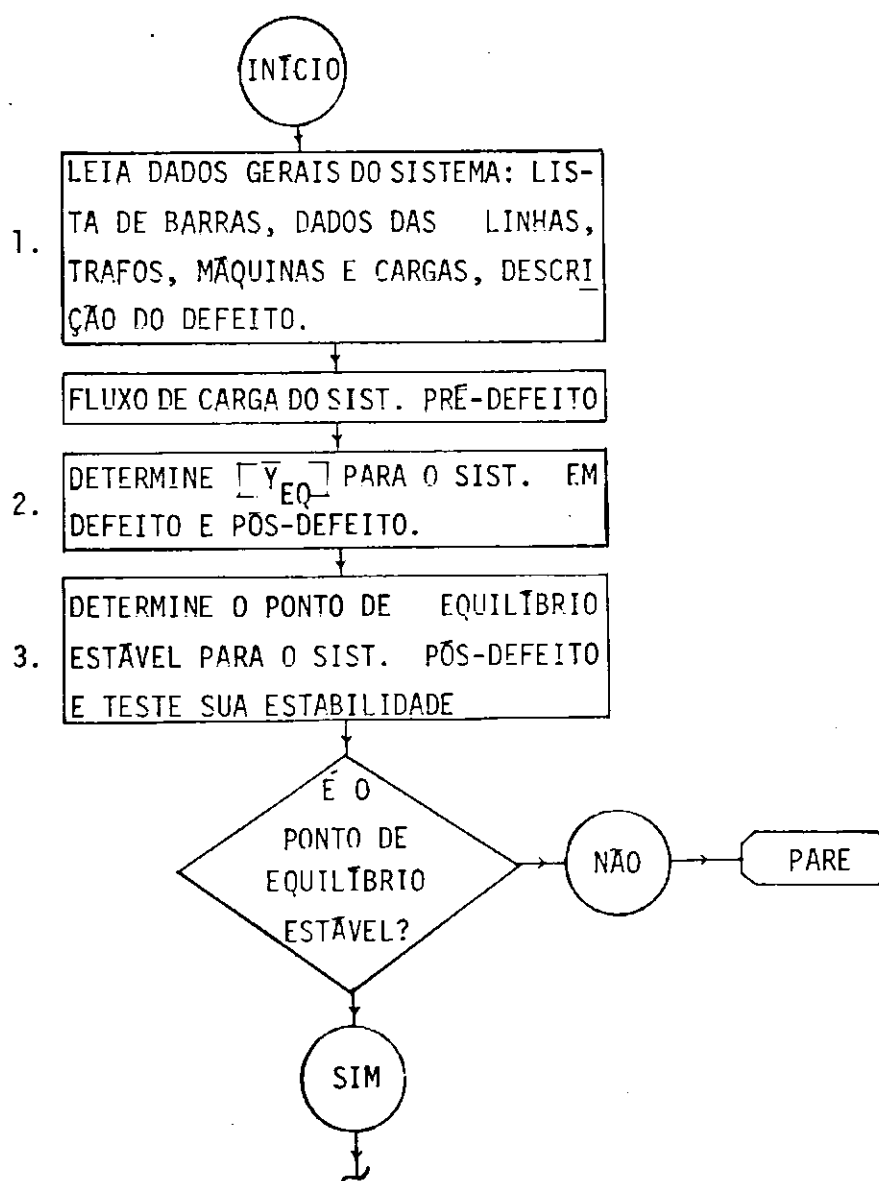 INÍCIO
1.
LEIA DADOS GERAIS DO SISTEMA: LIS-
TA DE BARRAS, DADOS DAS LINHAS,
TRAFOS, MÁQUINAS E CARGAS, DESCRI
ÇÃO DO DEFEITO.
FLUXO DE CARGA DO SIST. PRÉ-DEFEITO
2.
DETERMINE [Y̅EQ] PARA O SIST. EM
DEFEITO E PÓS-DEFEITO.
3.
DETERMINE O PONTO DE EQUILÍBRIO
ESTÁVEL PARA O SIST. PÓS-DEFEITO
E TESTE SUA ESTABILIDADE
É O
PONTO DE
EQUILÍBRIO
ESTÁVEL?
NÃO
PARE
SIM